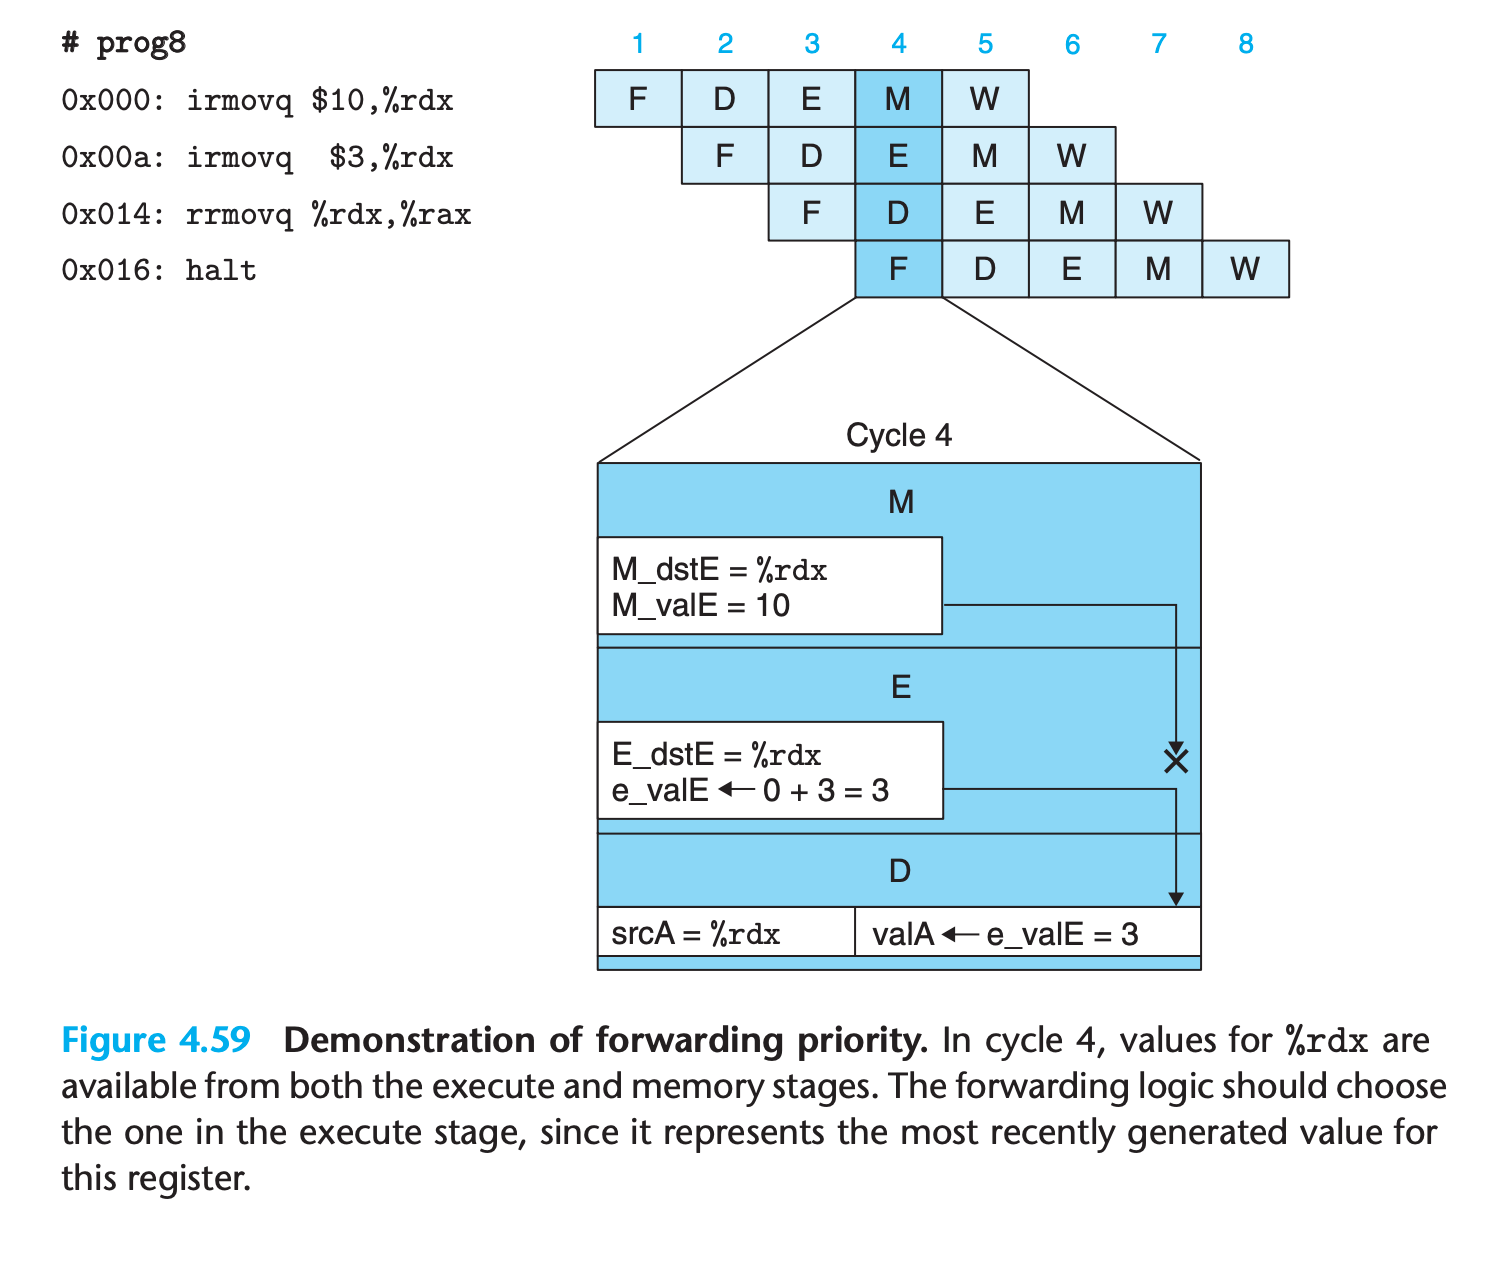 # prog8
1 2 3 4 5 6 7 8
0x000: irmovq $10,%rdx F D E M W
0x00a: irmovq  $3,%rdx F D E M W
0x014: rrmovq %rdx,%rax F D E M W
0x016: halt F D E M W
Cycle 4
M
M_dstE = %rdx
M_valE = 10
E
E_dstE = %rdx
e_valE ← 0 + 3 = 3
D
srcA = %rdx valA ← e_valE = 3
Figure 4.59 Demonstration of forwarding priority. In cycle 4, values for %rdx are
available from both the execute and memory stages. The forwarding logic should choose
the one in the execute stage, since it represents the most recently generated value for
this register.